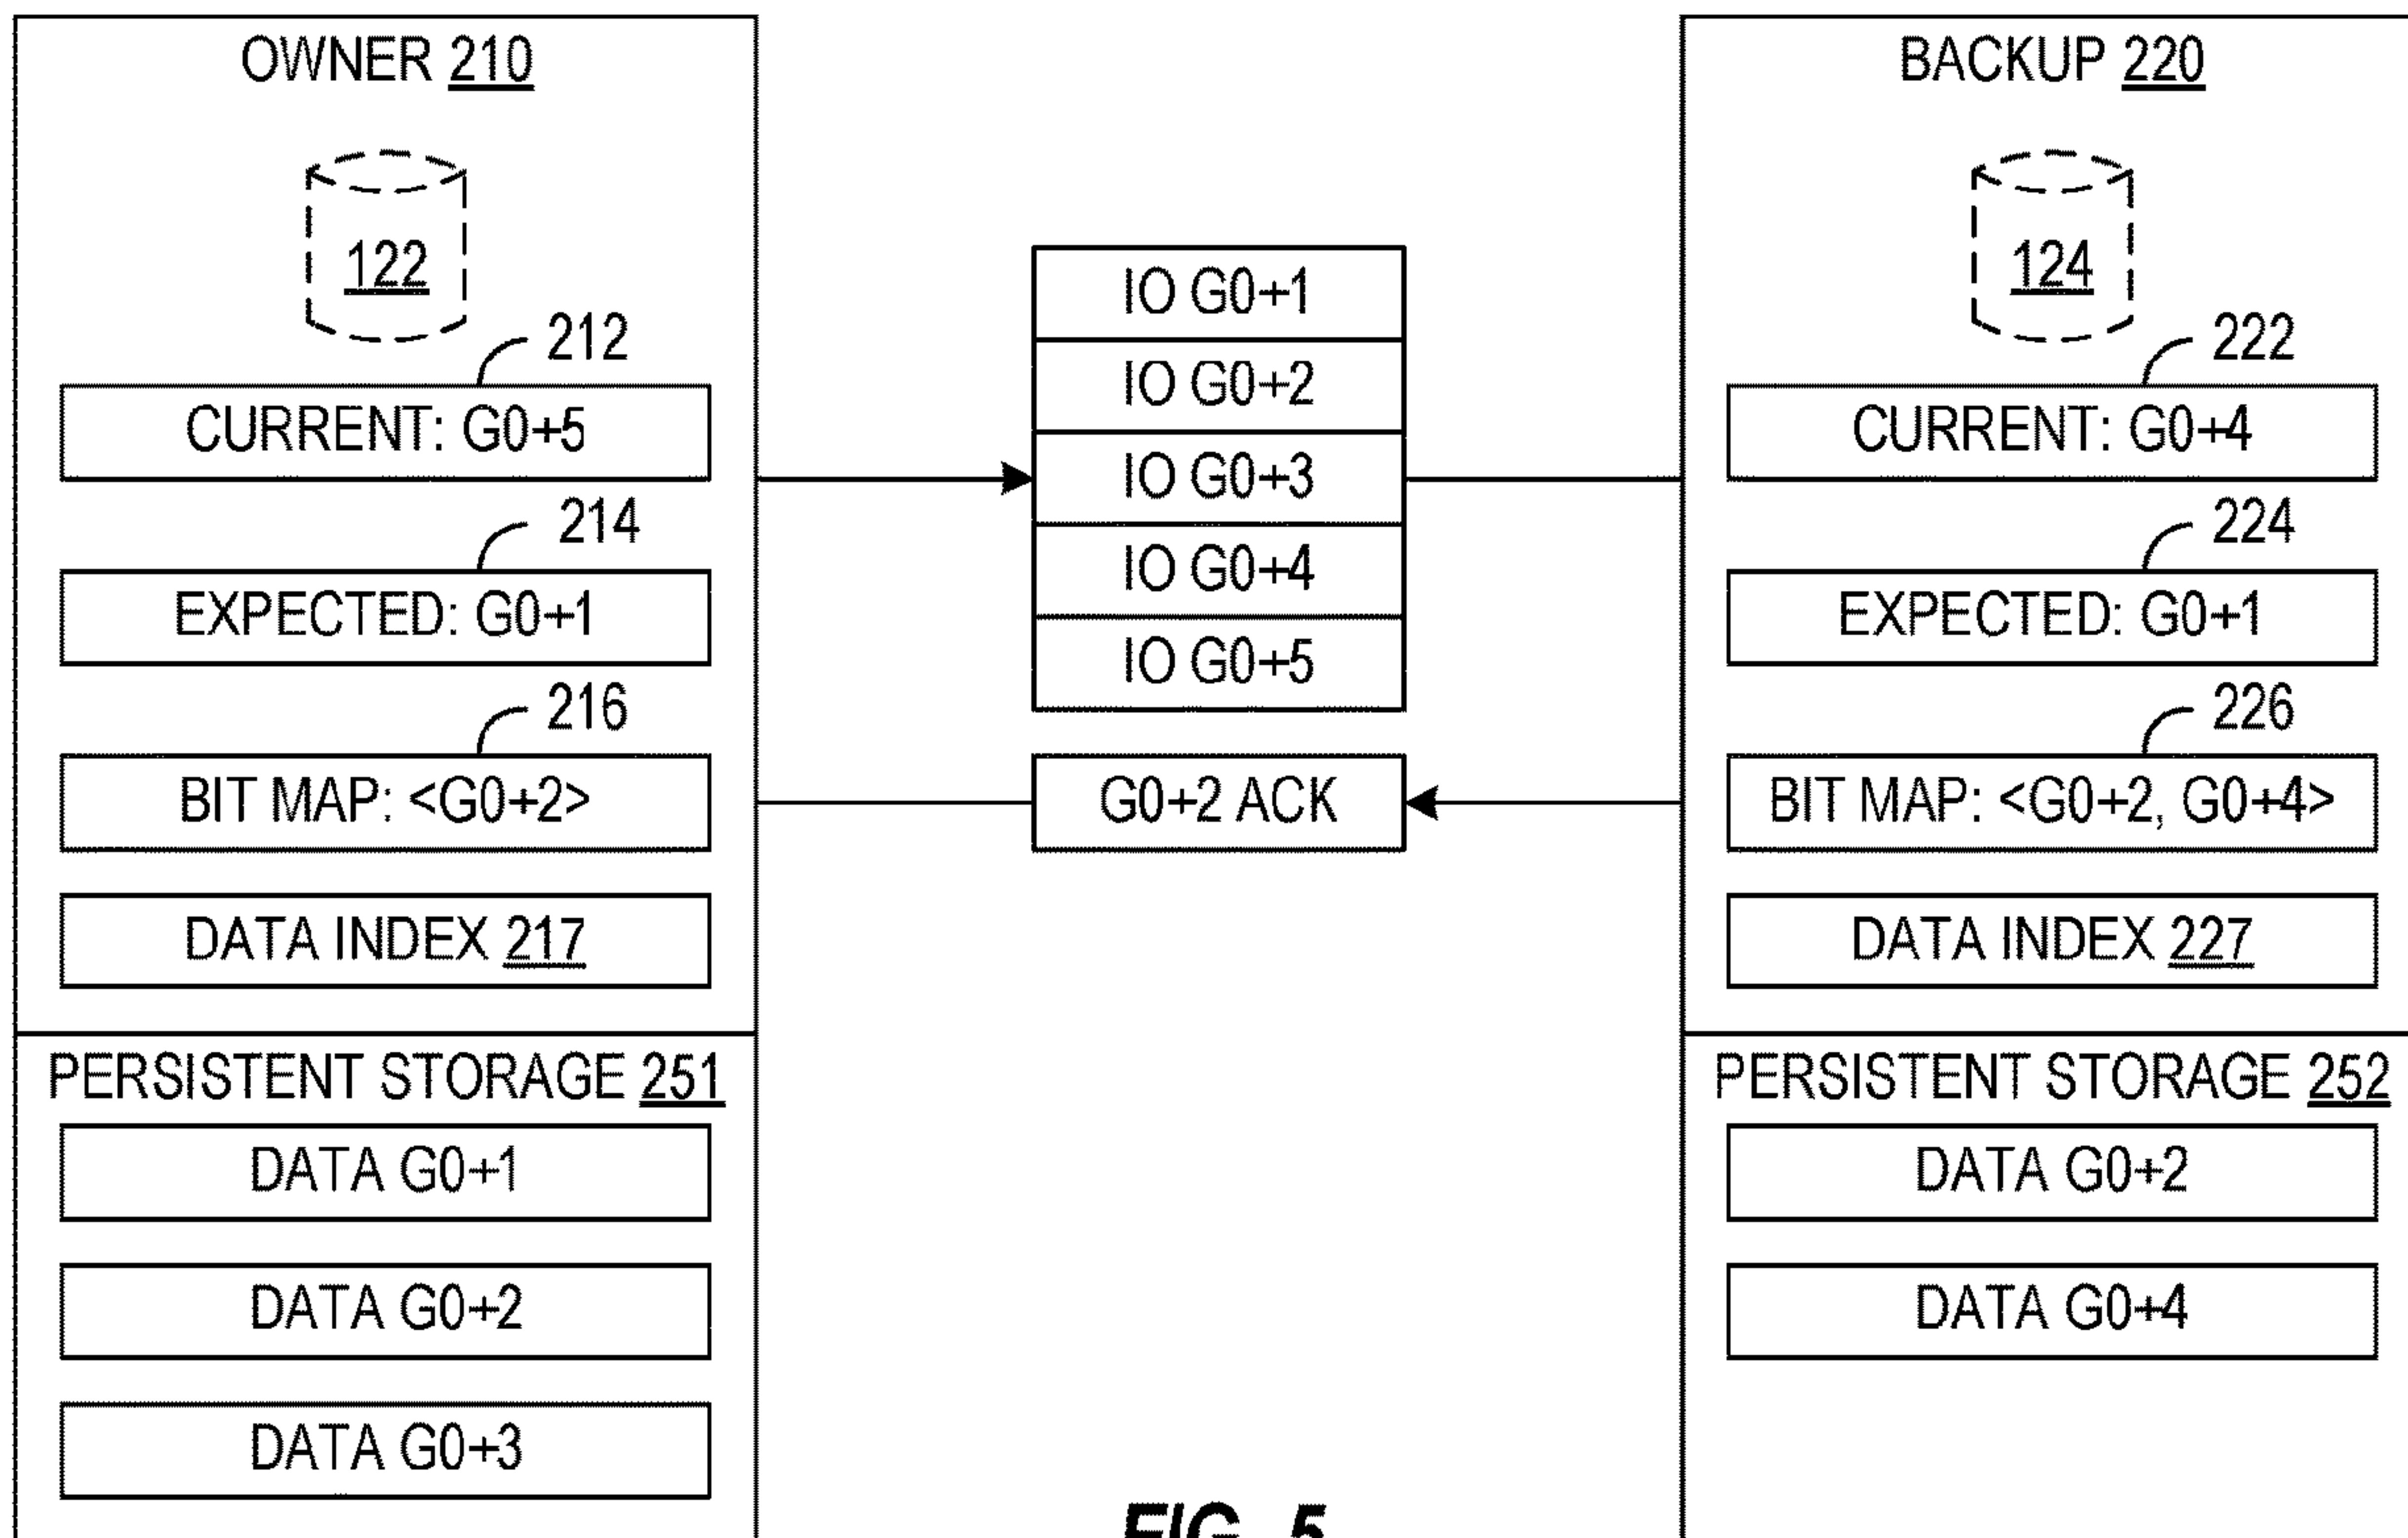 OWNER 210
122
212
CURRENT: G0+5
214
EXPECTED: G0+1
216
BIT MAP: <G0+2>
DATA INDEX 217
PERSISTENT STORAGE 251
DATA G0+1
DATA G0+2
DATA G0+3
IO G0+1
IO G0+2
IO G0+3
IO G0+4
IO G0+5
G0+2 ACK
BACKUP 220
124
222
CURRENT: G0+4
224
EXPECTED: G0+1
226
BIT MAP: <G0+2, G0+4>
DATA INDEX 227
PERSISTENT STORAGE 252
DATA G0+2
DATA G0+4
FIG. 5